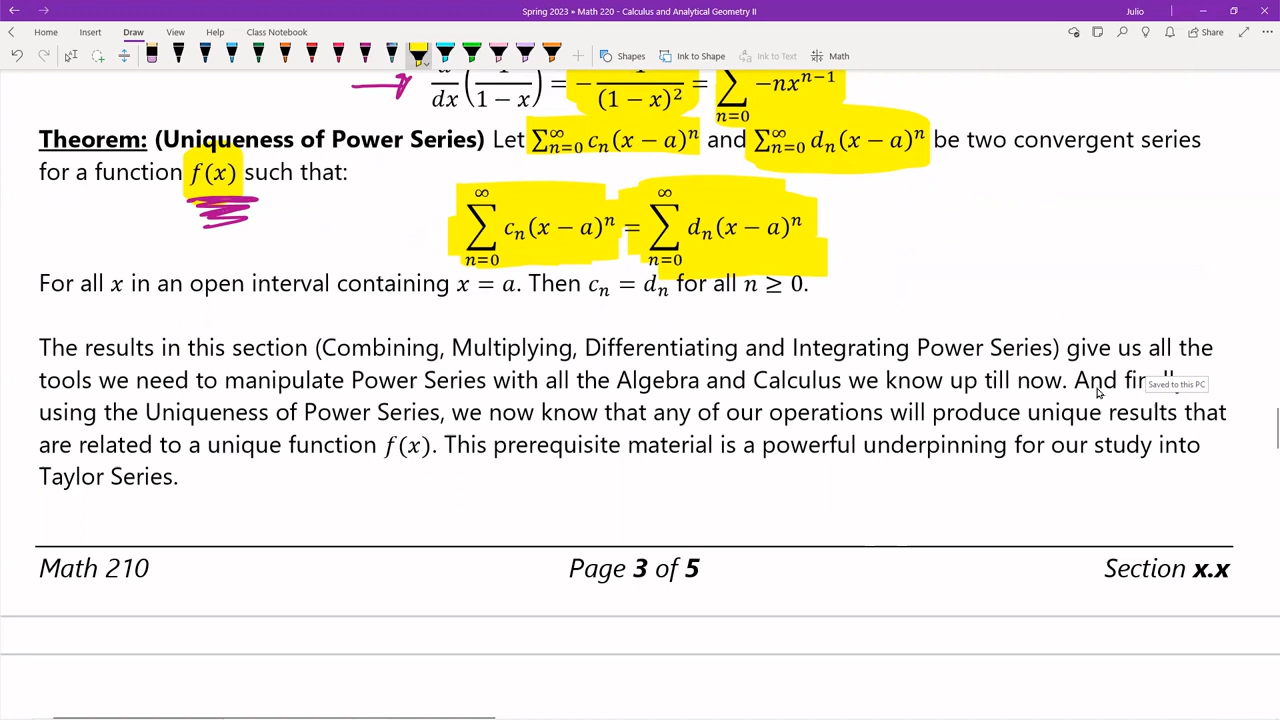 Spring 2023 » Math 220 - Calculus and Analytical Geometry II
Julio
Home Insert Draw View Help Class Notebook
Share
Shapes Ink to Shape Ink to Text Math
dx (1 − x) = − (1 − x)² = ∑ n=0 −nxⁿ⁻¹
Theorem: (Uniqueness of Power Series) Let ∑_{n=0}^{∞} cₙ(x − a)ⁿ and ∑_{n=0}^{∞} dₙ(x − a)ⁿ be two convergent series
for a function f(x) such that:
∑_{n=0}^{∞} cₙ(x − a)ⁿ = ∑_{n=0}^{∞} dₙ(x − a)ⁿ
For all x in an open interval containing x = a. Then cₙ = dₙ for all n ≥ 0.
The results in this section (Combining, Multiplying, Differentiating and Integrating Power Series) give us all the
tools we need to manipulate Power Series with all the Algebra and Calculus we know up till now. And
Saved to this PC
using the Uniqueness of Power Series, we now know that any of our operations will produce unique results that
are related to a unique function f(x). This prerequisite material is a powerful underpinning for our study into
Taylor Series.
Math 210 Page 3 of 5 Section x.x